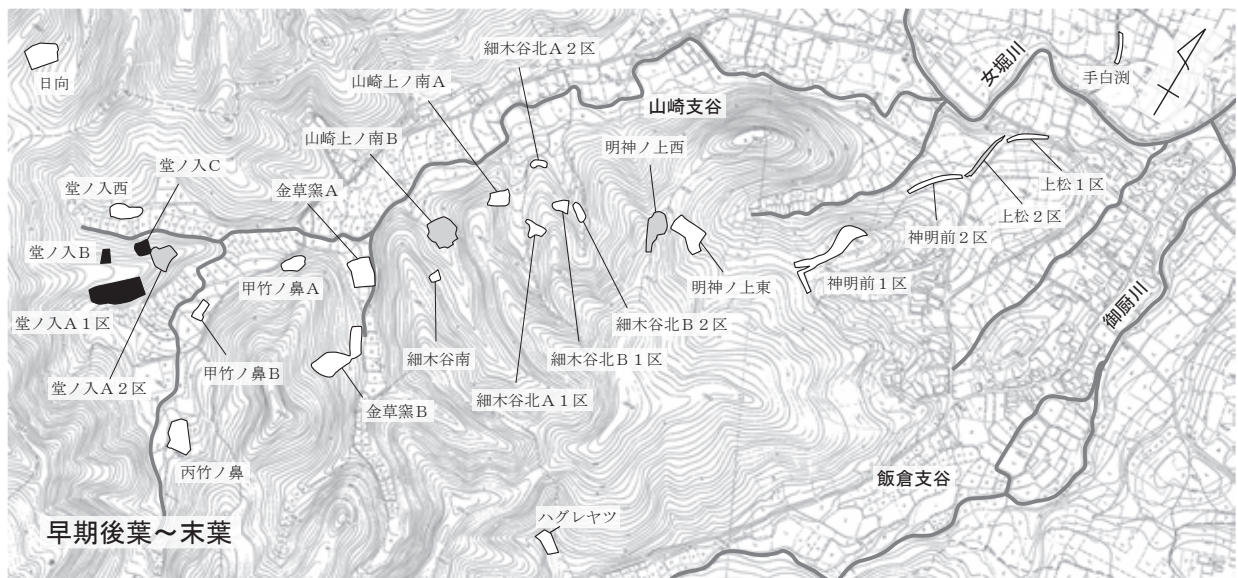 細木谷北Ａ２区
日向
山崎上ノ南Ａ
女堀川
手白渕
山崎支谷
山崎上ノ南Ｂ
明神ノ上西
堂ノ入Ｃ
堂ノ入西
金草窯Ａ
上松１区
上松２区
堂ノ入Ｂ
神明前２区
甲竹ノ鼻Ａ
明神ノ上東
神明前１区
堂ノ入Ａ１区
細木谷北Ｂ２区
御厨川
細木谷南
細木谷北Ｂ１区
甲竹ノ鼻Ｂ
堂ノ入Ａ２区
細木谷北Ａ１区
金草窯Ｂ
丙竹ノ鼻
飯倉支谷
ハグレヤツ
早期後葉～末葉